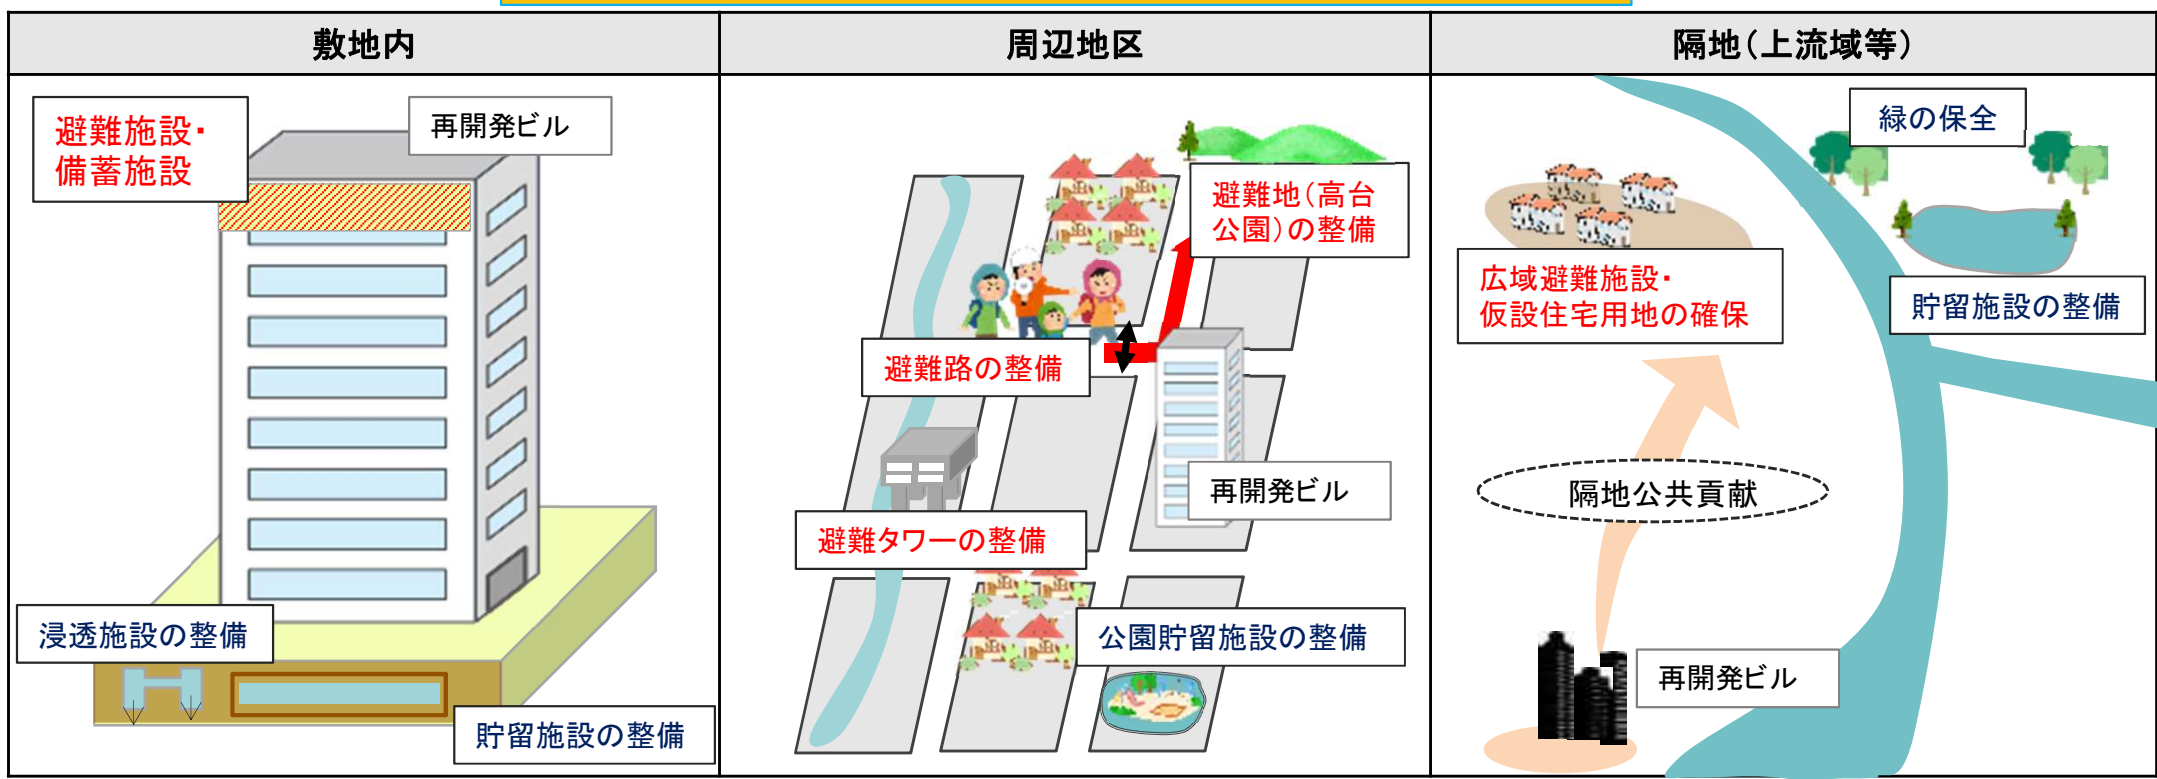 敷地内
周辺地区
隔地(上流域等)
避難施設・
備蓄施設
再開発ビル
浸透施設の整備
貯留施設の整備
避難地(高台
公園)の整備
避難路の整備
再開発ビル
避難タワーの整備
公園貯留施設の整備
緑の保全
広域避難施設・
仮設住宅用地の確保
貯留施設の整備
隔地公共貢献
再開発ビル